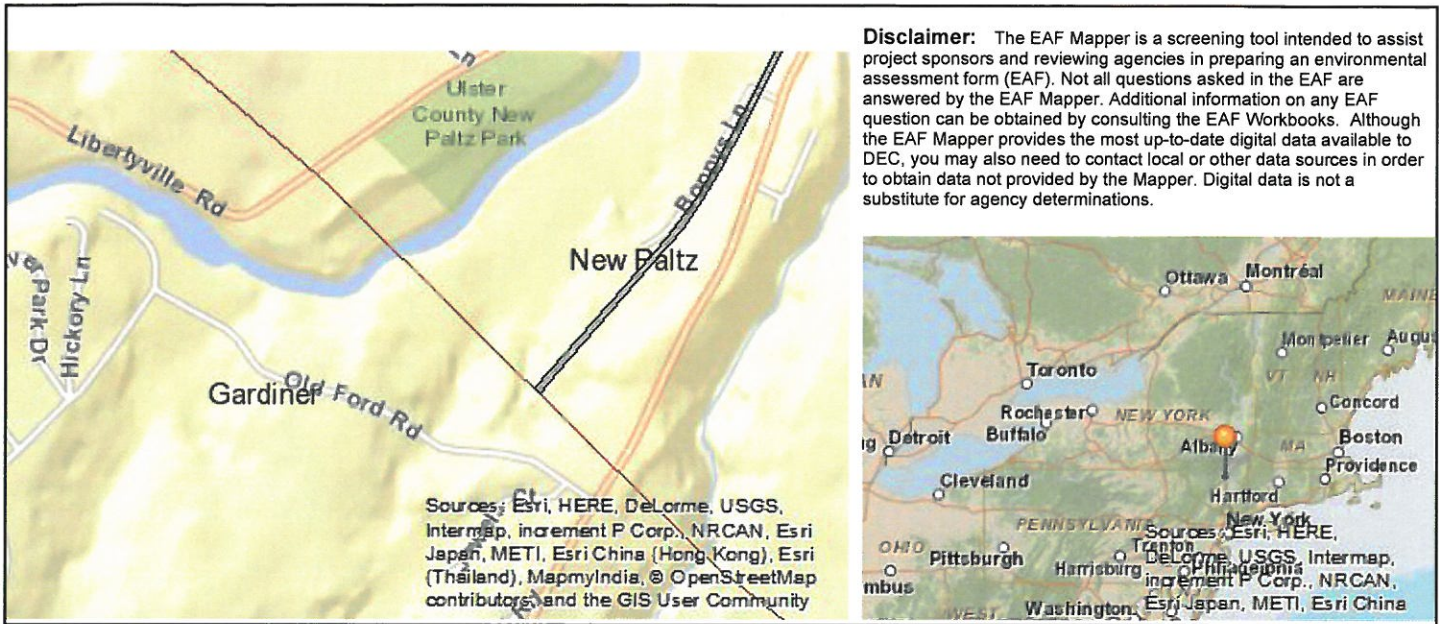 Disclaimer: The EAF Mapper is a screening tool intended to assist
project sponsors and reviewing agencies in preparing an environmental
assessment form (EAF). Not all questions asked in the EAF are
answered by the EAF Mapper. Additional information on any EAF
question can be obtained by consulting the EAF Workbooks. Although
the EAF Mapper provides the most up-to-date digital data available to
DEC, you may also need to contact local or other data sources in order
to obtain data not provided by the Mapper. Digital data is not a
substitute for agency determinations.
Ln
Ulster
County New
Paltz Park
Libertyville Rd
Bonnys Ln
New Paltz
Hickory Ln
Park Dr
Gardiner
Old Ford Rd
Ct
Rd
Sources: Esri, HERE, DeLorme, USGS,
Intermap, increment P Corp., NRCAN, Esri
Japan, METI, Esri China (Hong Kong), Esri
(Thailand), MapmyIndia, © OpenStreetMap
contributors, and the GIS User Community
Ottawa
Montréal
MAINE
Montpelier
Augu
VT
NH
Toronto
Concord
Rochester
NEW YORK
Detroit
Buffalo
Albany
MA
Boston
Providence
Cleveland
Hartford
PENNSYLVANI
New York
OHIO
Pittsburgh
Trenton
Harrisburg
Philadelphia
mbus
WEST
Washington
Sources: Esri, HERE,
DeLorme, USGS, Intermap,
increment P Corp., NRCAN,
Esri Japan, METI, Esri China